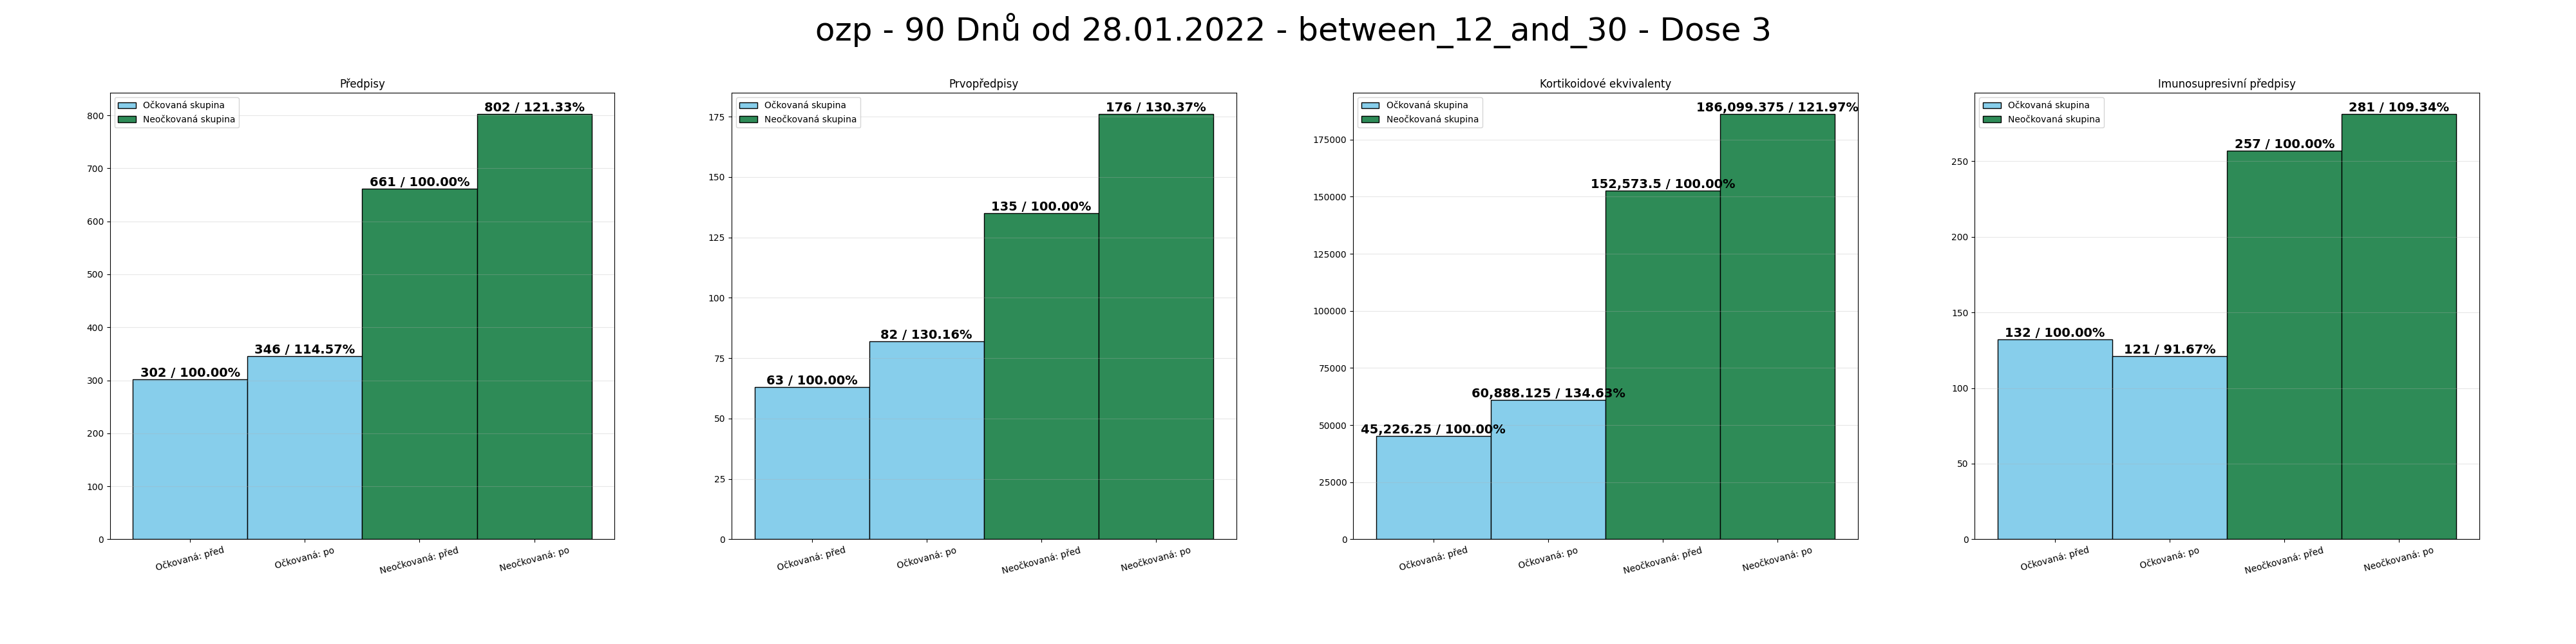 ozp - 90 Dnů od 28.01.2022 - between_12_and_30 - Dose 3
Předpisy
Očkovaná skupina
Neočkovaná skupina
802 / 121.33%
661 / 100.00%
346 / 114.57%
302 / 100.00%
800
700
600
500
400
300
200
100
0
Očkovaná: před
Očkovaná: po
Neočkovaná: před
Neočkovaná: po
Prvopředpisy
Očkovaná skupina
Neočkovaná skupina
176 / 130.37%
135 / 100.00%
82 / 130.16%
63 / 100.00%
175
150
125
100
75
50
25
0
Očkovaná: před
Očkovaná: po
Neočkovaná: před
Neočkovaná: po
Kortikoidové ekvivalenty
Očkovaná skupina
Neočkovaná skupina
186,099.375 / 121.97%
152,573.5 / 100.00%
60,888.125 / 134.63%
45,226.25 / 100.00%
175000
150000
125000
100000
75000
50000
25000
0
Očkovaná: před
Očkovaná: po
Neočkovaná: před
Neočkovaná: po
Imunosupresivní předpisy
Očkovaná skupina
Neočkovaná skupina
281 / 109.34%
257 / 100.00%
132 / 100.00%
121 / 91.67%
250
200
150
100
50
0
Očkovaná: před
Očkovaná: po
Neočkovaná: před
Neočkovaná: po